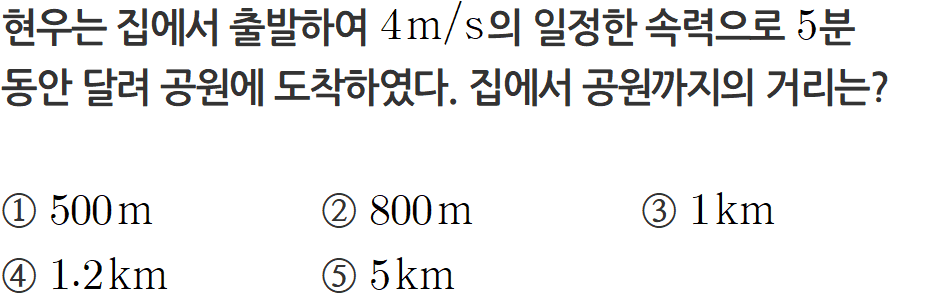 현우는 집에서 출발하여 4m/s의 일정한 속력으로 5분
동안 달려 공원에 도착하였다. 집에서 공원까지의 거리는?
① 500m ② 800m ③ 1km
④ 1.2km ⑤ 5km